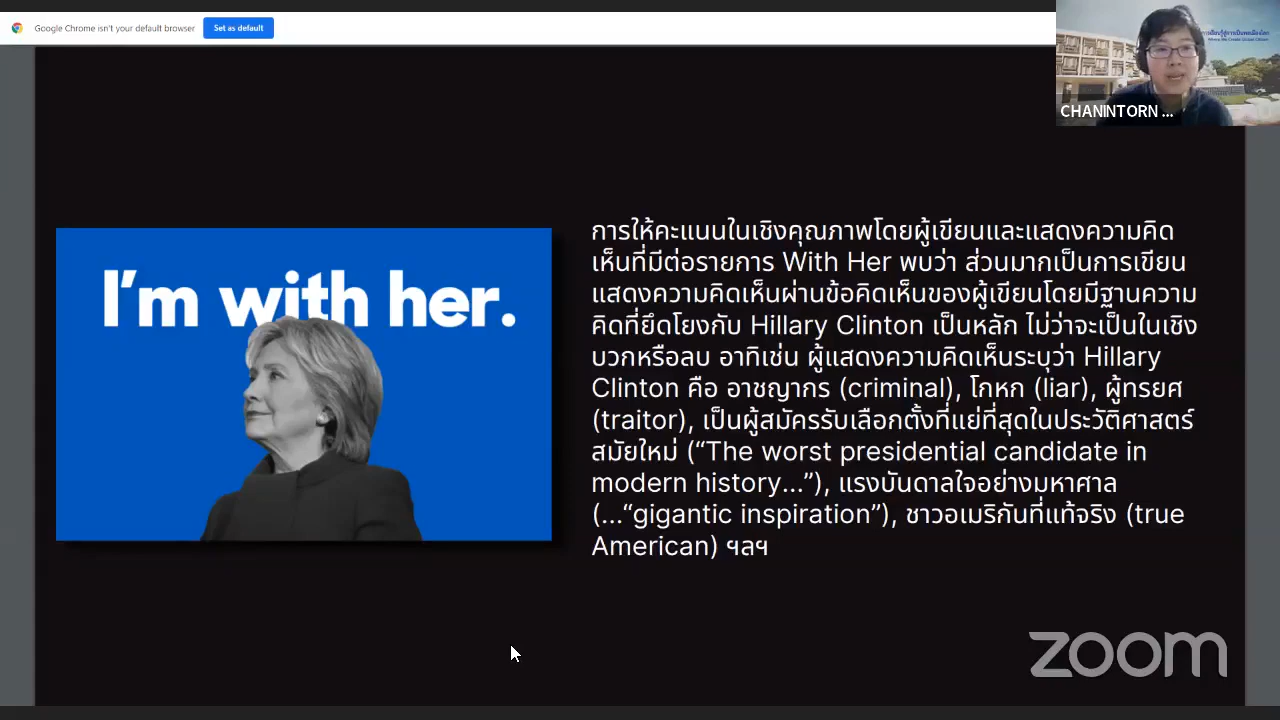 Google Chrome isn't your default browser
Set as default
CHANINTORN ...
I'm with her.
การให้คะแนนในเชิงคุณภาพโดยผู้เขียนและแสดงความคิด
เห็นที่มีต่อรายการ With Her พบว่า ส่วนมากเป็นการเขียน
แสดงความคิดเห็นผ่านข้อคิดเห็นของผู้เขียนโดยมีฐานความ
คิดที่ยึดโยงกับ Hillary Clinton เป็นหลัก ไม่ว่าจะเป็นในเชิง
บวกหรือลบ อาทิเช่น ผู้แสดงความคิดเห็นระบุว่า Hillary
Clinton คือ อาชญากร (criminal), โกหก (liar), ผู้ทรยศ
(traitor), เป็นผู้สมัครรับเลือกตั้งที่แย่ที่สุดในประวัติศาสตร์
สมัยใหม่ (“The worst presidential candidate in
modern history...”), แรงบันดาลใจอย่างมหาศาล
(...“gigantic inspiration”), ชาวอเมริกันที่แท้จริง (true
American) ฯลฯ
zoom